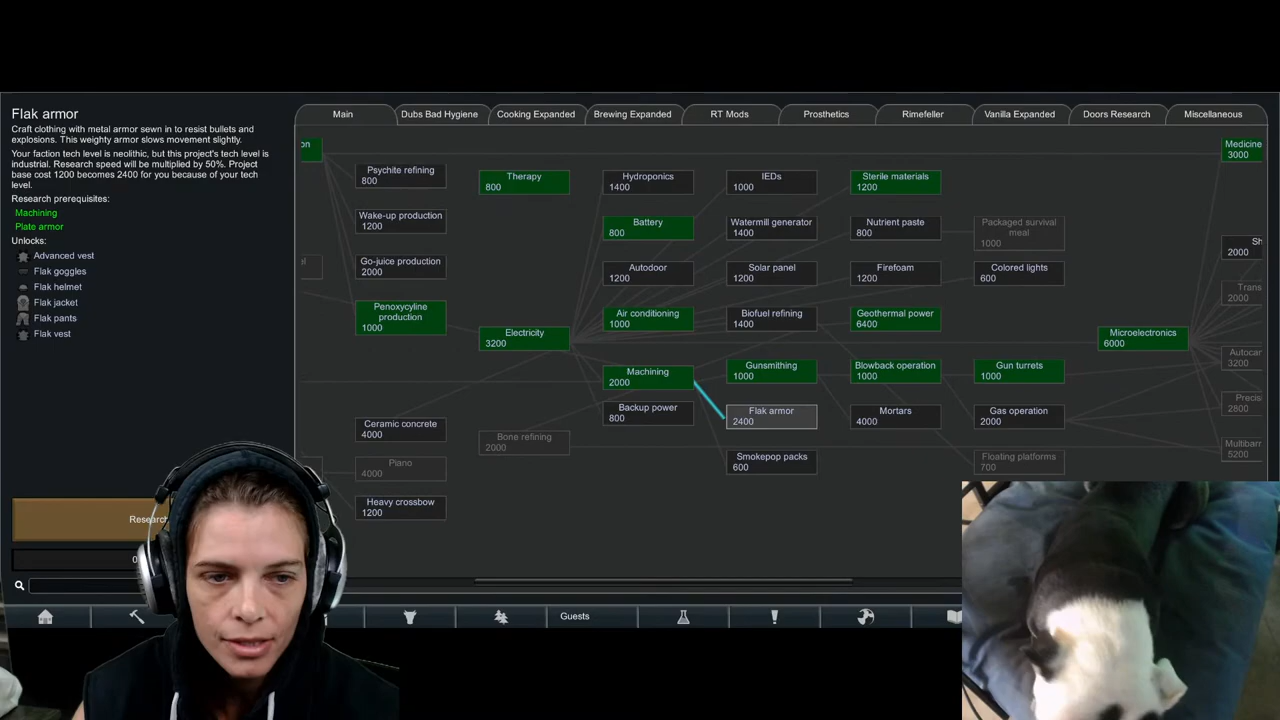 Flak armor
Craft clothing with metal armor sewn in to resist bullets and
explosions. This weighty armor slows movement slightly.
Your faction tech level is neolithic, but this project's tech level is
industrial. Research speed will be multiplied by 50%. Project
base cost 1200 becomes 2400 for you because of your tech
level.
Research prerequisites:
Machining
Plate armor
Unlocks:
Advanced vest
Flak goggles
Flak helmet
Flak jacket
Flak pants
Flak vest
Research
0
Main
Dubs Bad Hygiene
Cooking Expanded
Brewing Expanded
RT Mods
Prosthetics
Rimefeller
Vanilla Expanded
Doors Research
Miscellaneous
on
Psychite refining
800
Wake-up production
1200
Go-juice production
2000
Penoxycyline
production
1000
Ceramic concrete
4000
Piano
4000
Heavy crossbow
1200
Therapy
800
Electricity
3200
Bone refining
2000
Hydroponics
1400
Battery
800
Autodoor
1200
Air conditioning
1000
Machining
2000
Backup power
800
IEDs
1000
Watermill generator
1400
Solar panel
1200
Biofuel refining
1400
Gunsmithing
1000
Flak armor
2400
Smokepop packs
600
Sterile materials
1200
Nutrient paste
800
Firefoam
1200
Geothermal power
6400
Blowback operation
1000
Mortars
4000
Packaged survival
meal
1000
Colored lights
600
Gun turrets
1000
Gas operation
2000
Floating platforms
700
Microelectronics
6000
Medicine
3000
Sh
2000
Trans
2000
Autocar
3200
Precis
2800
Multibarr
5200
Guests